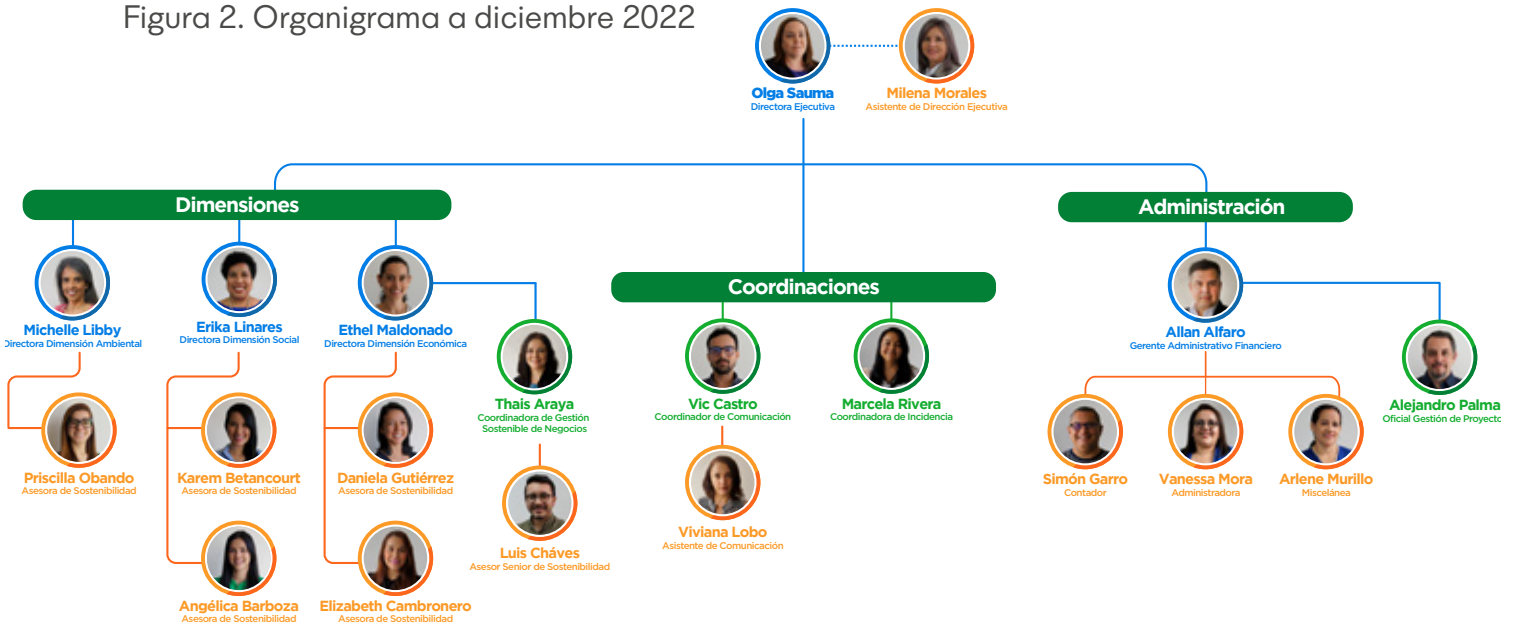 Figura 2. Organigrama a diciembre 2022
Olga Sauma
Directora Ejecutiva
Milena Morales
Asistente de Dirección Ejecutiva
Dimensiones
Michelle Libby
Directora Dimensión Ambiental
Erika Linares
Directora Dimensión Social
Ethel Maldonado
Directora Dimensión Económica
Thais Araya
Coordinadora de Gestión
Sostenible de Negocios
Priscilla Obando
Asesora de Sostenibilidad
Karem Betancourt
Asesora de Sostenibilidad
Daniela Gutiérrez
Asesora de Sostenibilidad
Luis Cháves
Asesor Senior de Sostenibilidad
Angélica Barboza
Asesora de Sostenibilidad
Elizabeth Cambronero
Asesora de Sostenibilidad
Coordinaciones
Vic Castro
Coordinador de Comunicación
Marcela Rivera
Coordinadora de Incidencia
Viviana Lobo
Asistente de Comunicación
Administración
Allan Alfaro
Gerente Administrativo Financiero
Alejandro Palma
Oficial Gestión de Proyecto
Simón Garro
Contador
Vanessa Mora
Administradora
Arlene Murillo
Miscelánea